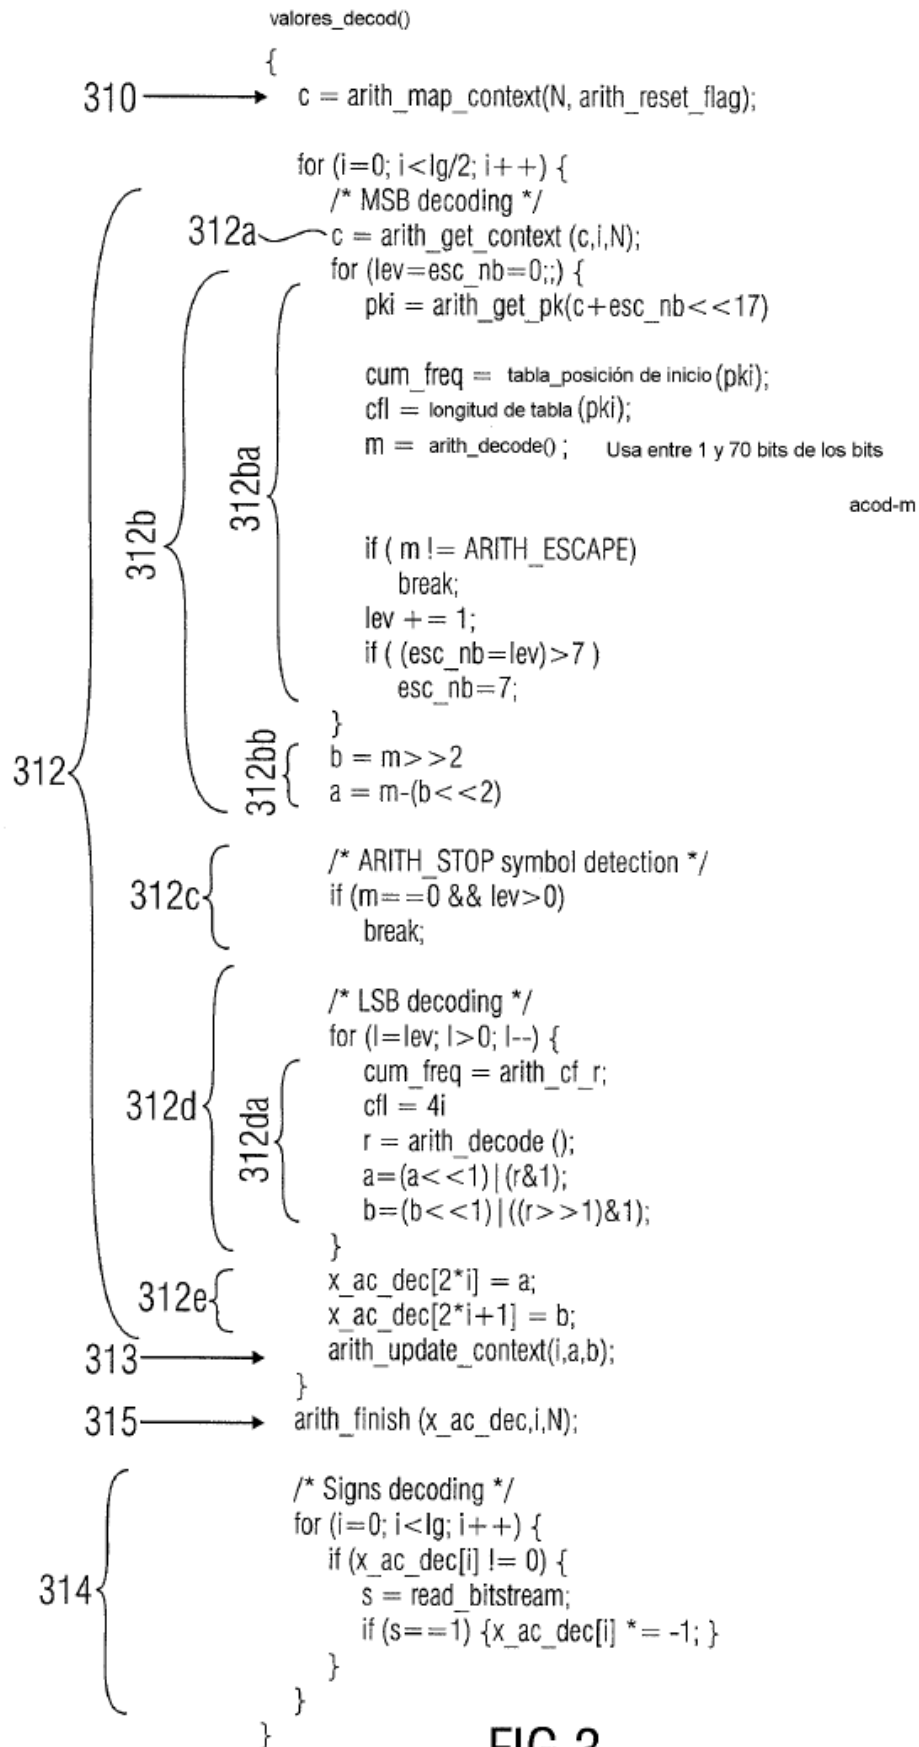 valores_decod()
{
310 c = arith_map_context(N, arith_reset_flag);
for (i=0; i<lg/2; i++) {
/* MSB decoding */
312a c = arith_get_context (c,i,N);
for (lev=esc_nb=0;;) {
pki = arith_get_pk(c+esc_nb<<17)
cum_freq = tabla_posición de inicio (pki);
cfl = longitud de tabla (pki);
m = arith_decode() ; Usa entre 1 y 70 bits de los bits
acod-m
312ba
312b
if ( m != ARITH_ESCAPE)
break;
lev += 1;
if ( (esc_nb=lev)>7 )
esc_nb=7;
}
312
312bb
b = m>>2
a = m-(b<<2)
/* ARITH_STOP symbol detection */
312c
if (m==0 && lev>0)
break;
/* LSB decoding */
for (l=lev; l>0; l--) {
cum_freq = arith_cf_r;
312d
312da
cfl = 4i
r = arith_decode ();
a=(a<<1)|(r&1);
b=(b<<1)|((r>>1)&1);
}
312e
x_ac_dec[2*i] = a;
x_ac_dec[2*i+1] = b;
313 arith_update_context(i,a,b);
}
315 arith_finish (x_ac_dec,i,N);
/* Signs decoding */
for (i=0; i<lg; i++) {
if (x_ac_dec[i] != 0) {
314
s = read_bitstream;
if (s==1) {x_ac_dec[i] *= -1; }
}
}
}
FIG 3